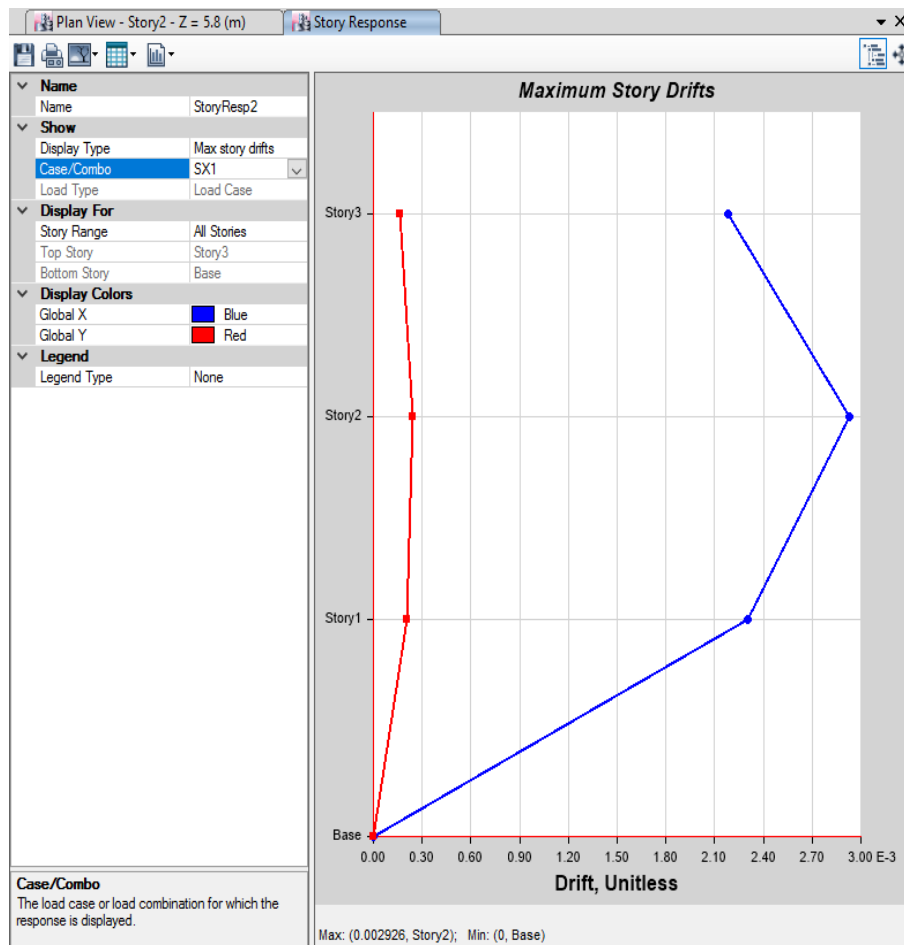 Plan View - Story2 - Z = 5.8 (m)
Story Response
Name
Name StoryResp2
Show
Display Type Max story drifts
Case/Combo SX1
Load Type Load Case
Display For
Story Range All Stories
Top Story Story3
Bottom Story Base
Display Colors
Global X Blue
Global Y Red
Legend
Legend Type None
Case/Combo
The load case or load combination for which the
response is displayed.
Maximum Story Drifts
Story3
Story2
Story1
Base
0.00 0.30 0.60 0.90 1.20 1.50 1.80 2.10 2.40 2.70 3.00 E-3
Drift, Unitless
Max: (0.002926, Story2); Min: (0, Base)